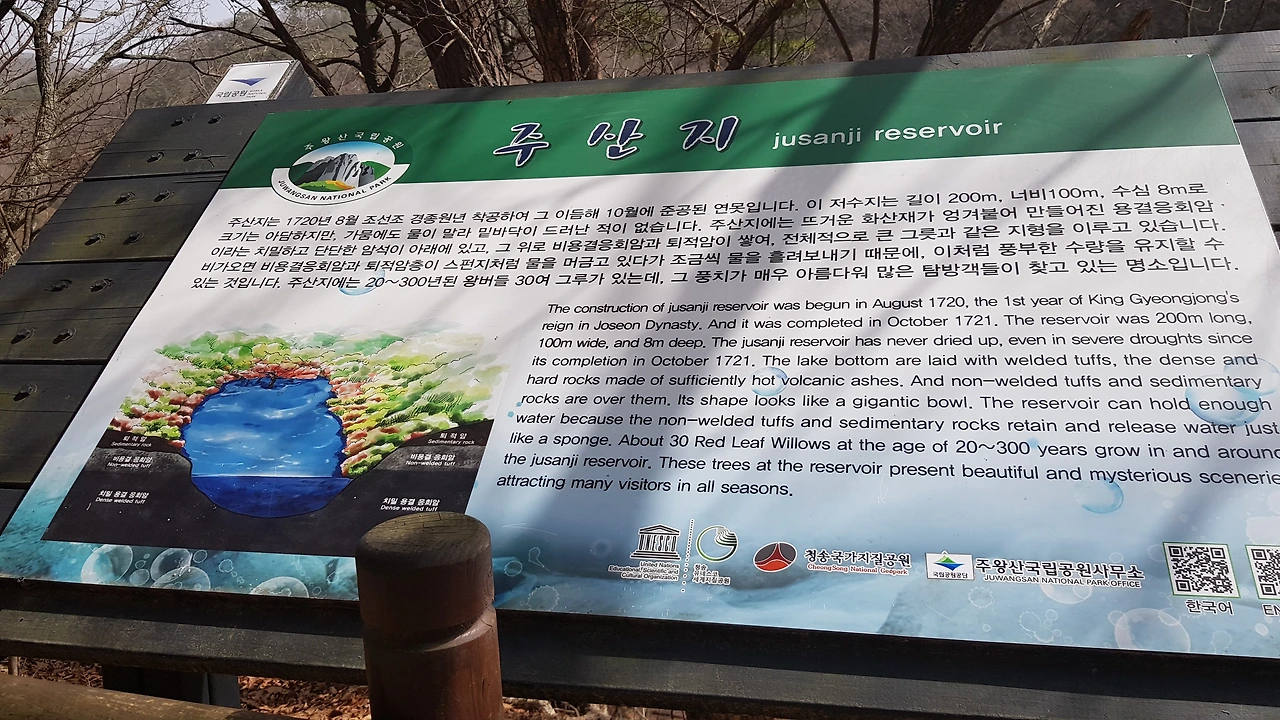 국립공원 KOREA NATIONAL PARK
주왕산국립공원
JUWANGSAN NATIONAL PARK
주산지 jusanji reservoir
주산지는 1720년 8월 조선조 경종원년 착공하여 그 이듬해 10월에 준공된 연못입니다. 이 저수지는 길이 200m, 너비100m, 수심 8m로
크기는 아담하지만, 가뭄에도 물이 말라 밑바닥이 드러난 적이 없습니다. 주산지에는 뜨거운 화산재가 엉겨붙어 만들어진 용결응회암
이라는 치밀하고 단단한 암석이 아래에 있고, 그 위로 비용결응회암과 퇴적암이 쌓여, 전체적으로 큰 그릇과 같은 지형을 이루고 있습니다.
비가오면 비용결응회암과 퇴적암층이 스펀지처럼 물을 머금고 있다가 조금씩 물을 흘려보내기 때문에, 이처럼 풍부한 수량을 유지할 수
있는 것입니다. 주산지에는 20~300년된 왕버들 30여 그루가 있는데, 그 풍치가 매우 아름다워 많은 탐방객들이 찾고 있는 명소입니다.
The construction of jusanji reservoir was begun in August 1720, the 1st year of King Gyeongjong's
reign in Joseon Dynasty. And it was completed in October 1721. The reservoir was 200m long,
100m wide, and 8m deep. The jusanji reservoir has never dried up, even in severe droughts since
its completion in October 1721. The lake bottom are laid with welded tuffs, the dense and
hard rocks made of sufficiently hot volcanic ashes. And non-welded tuffs and sedimentary
rocks are over them. Its shape looks like a gigantic bowl. The reservoir can hold enough
water because the non-welded tuffs and sedimentary rocks retain and release water just
like a sponge. About 30 Red Leaf Willows at the age of 20~300 years grow in and around
the jusanji reservoir. These trees at the reservoir present beautiful and mysterious scenerie
attracting many visitors in all seasons.
퇴적암
Sedimentary rock
비용결 응회암
Non-welded tuff
치밀 용결 응회암
Dense welded tuff
퇴적암
Sedimentary rock
비용결 응회암
Non-welded tuff
치밀 용결 응회암
Dense welded tuff
UNESCO
United Nations
Educational, Scientific and
Cultural Organization
청송
세계지질공원
청송국가지질공원
CheongSong National Geopark
국립공원공단
주왕산국립공원사무소
JUWANGSAN NATIONAL PARK OFFICE
한국어
EN